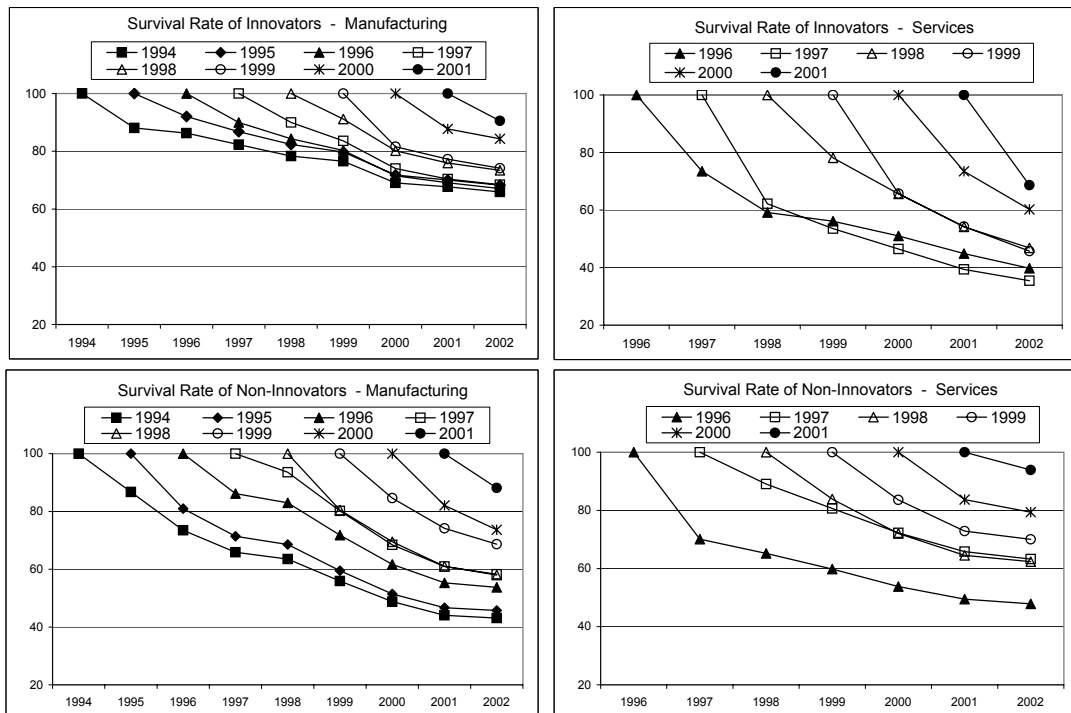 Survival Rate of Innovators - Manufacturing
1994 1995 1996 1997
1998 1999 2000 2001
100
80
60
40
20
1994 1995 1996 1997 1998 1999 2000 2001 2002
Survival Rate of Innovators - Services
1996 1997 1998 1999
2000 2001
100
80
60
40
20
1996 1997 1998 1999 2000 2001 2002
Survival Rate of Non-Innovators - Manufacturing
1994 1995 1996 1997
1998 1999 2000 2001
100
80
60
40
20
1994 1995 1996 1997 1998 1999 2000 2001 2002
Survival Rate of Non-Innovators - Services
1996 1997 1998 1999
2000 2001
100
80
60
40
20
1996 1997 1998 1999 2000 2001 2002